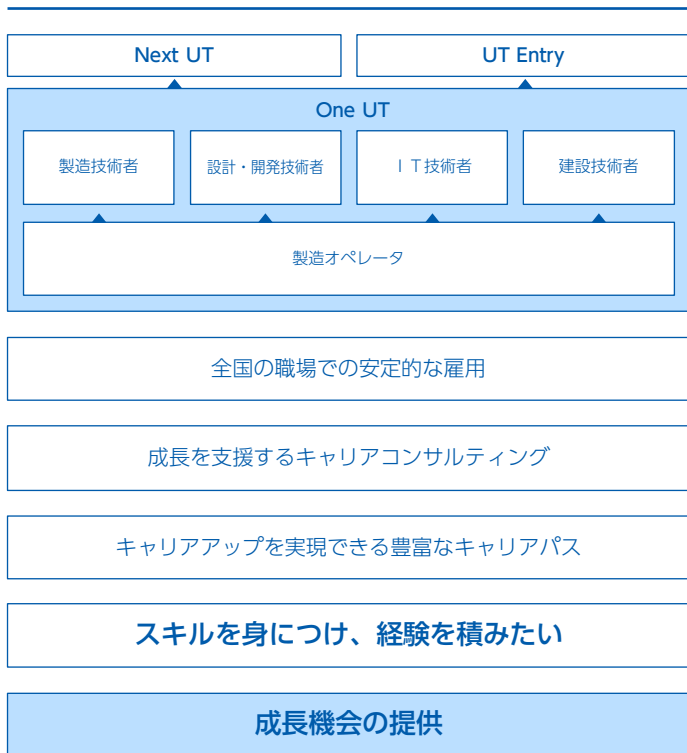 Next UT
UT Entry
One UT
製造技術者
設計・開発技術者
ＩＴ技術者
建設技術者
製造オペレータ
全国の職場での安定的な雇用
成長を支援するキャリアコンサルティング
キャリアアップを実現できる豊富なキャリアパス
スキルを身につけ、経験を積みたい
成長機会の提供